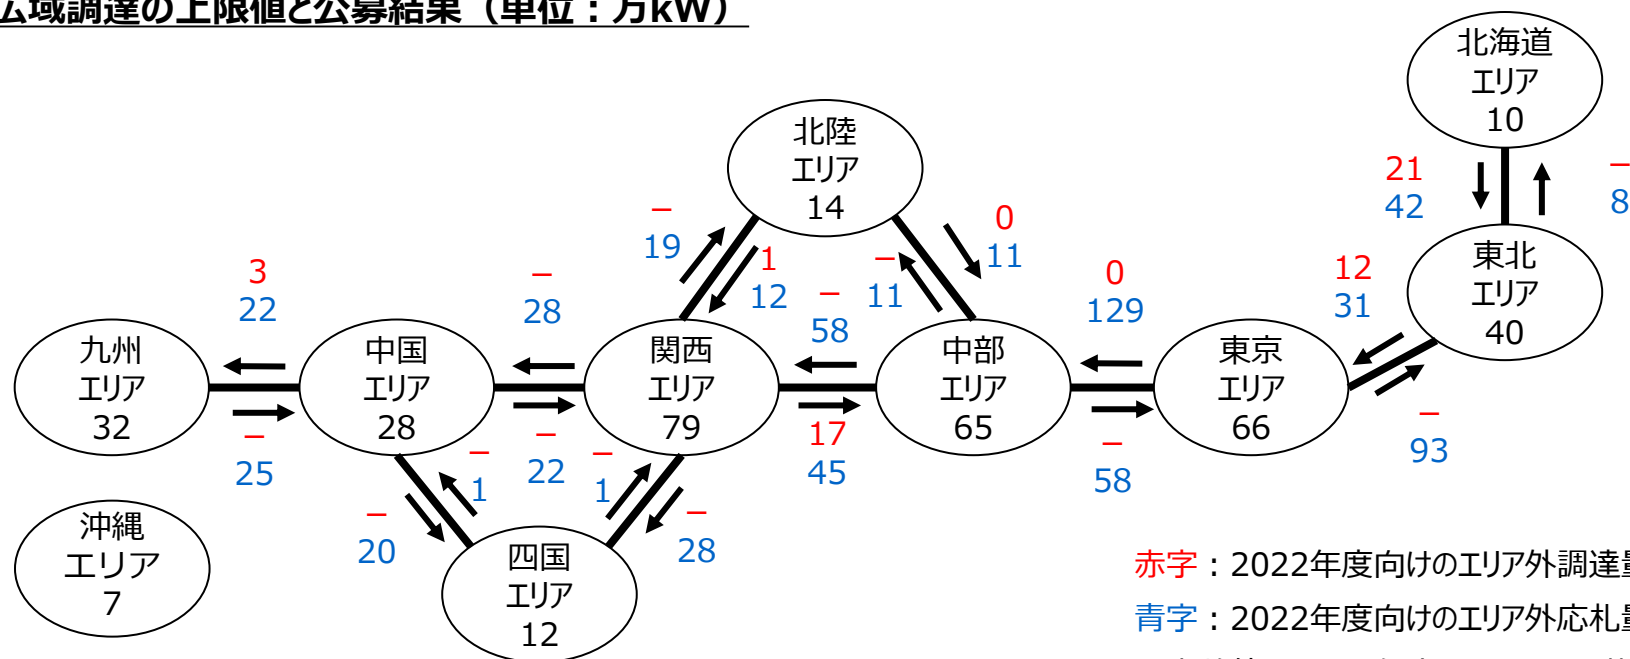 広域調達の上限値と公募結果（単位：万kW）
北海道
エリア
10
21
42
－
8
東北
エリア
40
12
31
－
93
東京
エリア
66
0
129
－
58
中部
エリア
65
0
11
－
11
北陸
エリア
14
－
19
1
12
－
58
17
45
関西
エリア
79
－
28
－
22
－
1
－
28
中国
エリア
28
－
1
－
20
四国
エリア
12
3
22
－
25
九州
エリア
32
沖縄
エリア
7
赤字：2022年度向けのエリア外調達量
青字：2022年度向けのエリア外応札量